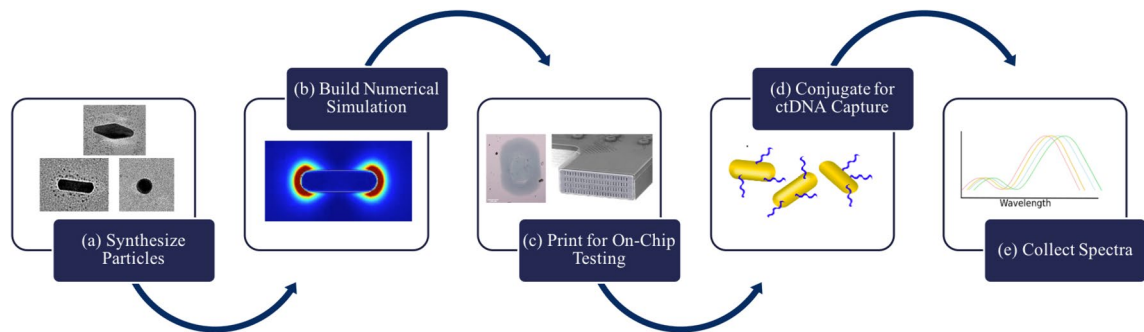 (a) Synthesize
Particles
(b) Build Numerical
Simulation
(c) Print for On-Chip
Testing
(d) Conjugate for
ctDNA Capture
Wavelength
(e) Collect Spectra